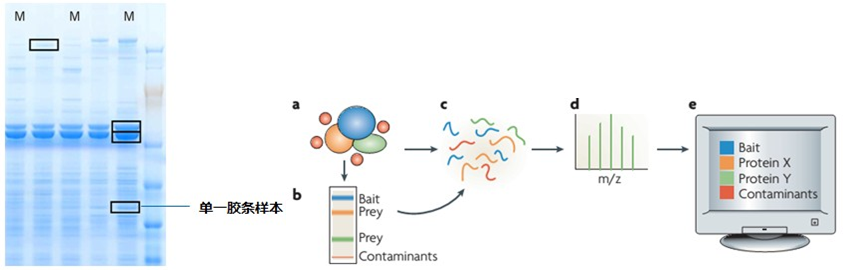 M M M
单一胶条样本
a
b
Bait
Prey
Prey
Contaminants
c
d
m/z
e
Bait
Protein X
Protein Y
Contaminants